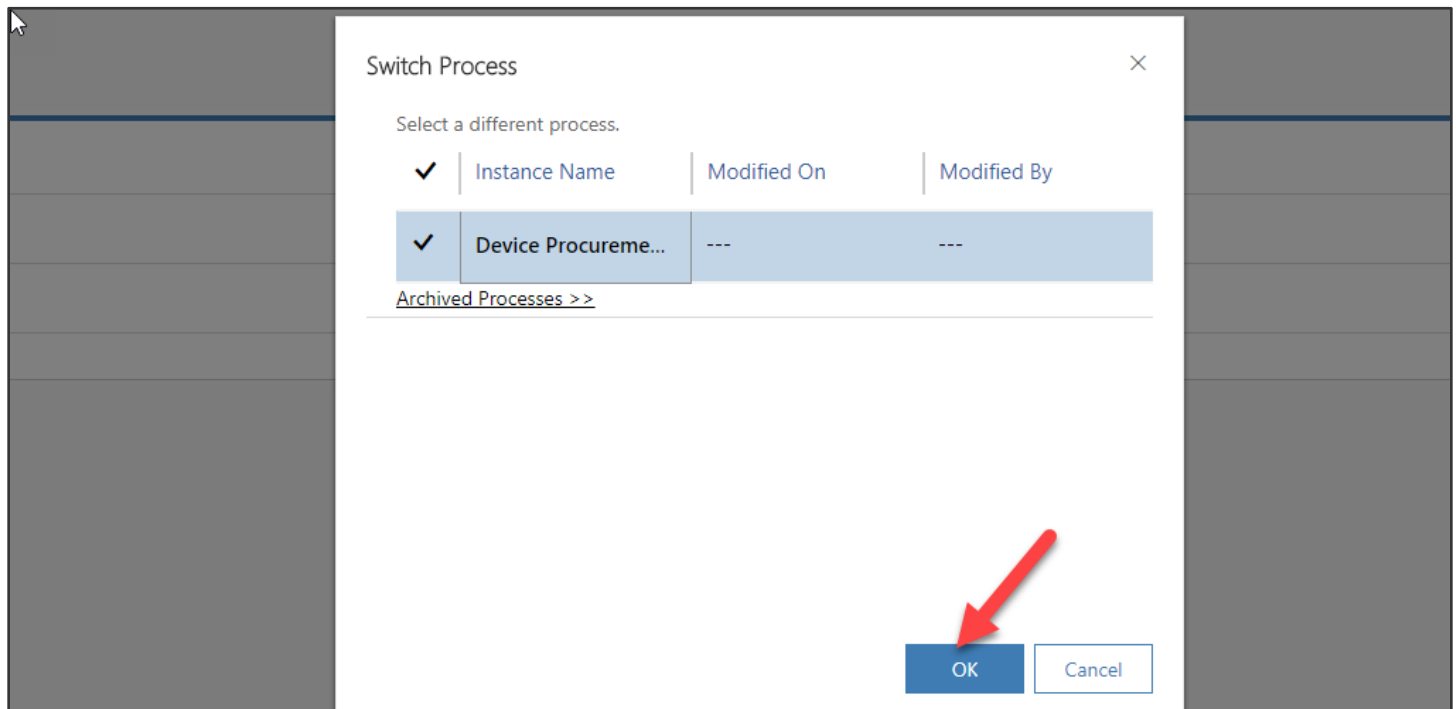 Switch Process
Select a different process.
Instance Name Modified On Modified By
Device Procureme... --- ---
Archived Processes >>
OK Cancel